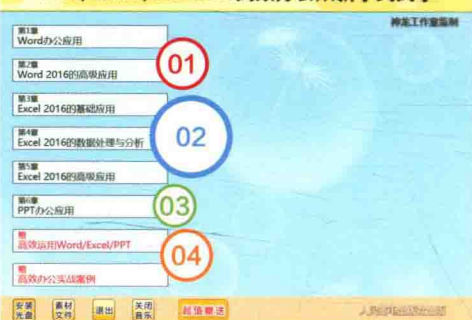 神龙工作室监制
第1章
Word办公应用
第2章
Word 2016的高级应用
01
第3章
Excel 2016的基础应用
第4章
Excel 2016的数据处理与分析
02
第5章
Excel 2016的高级应用
第6章
PPT办公应用
03
赠
高效运用Word/Excel/PPT
04
赠
高效办公实战案例
安装光盘
素材文件
退出
关闭音乐
超值赠送
人民邮电出版社出版